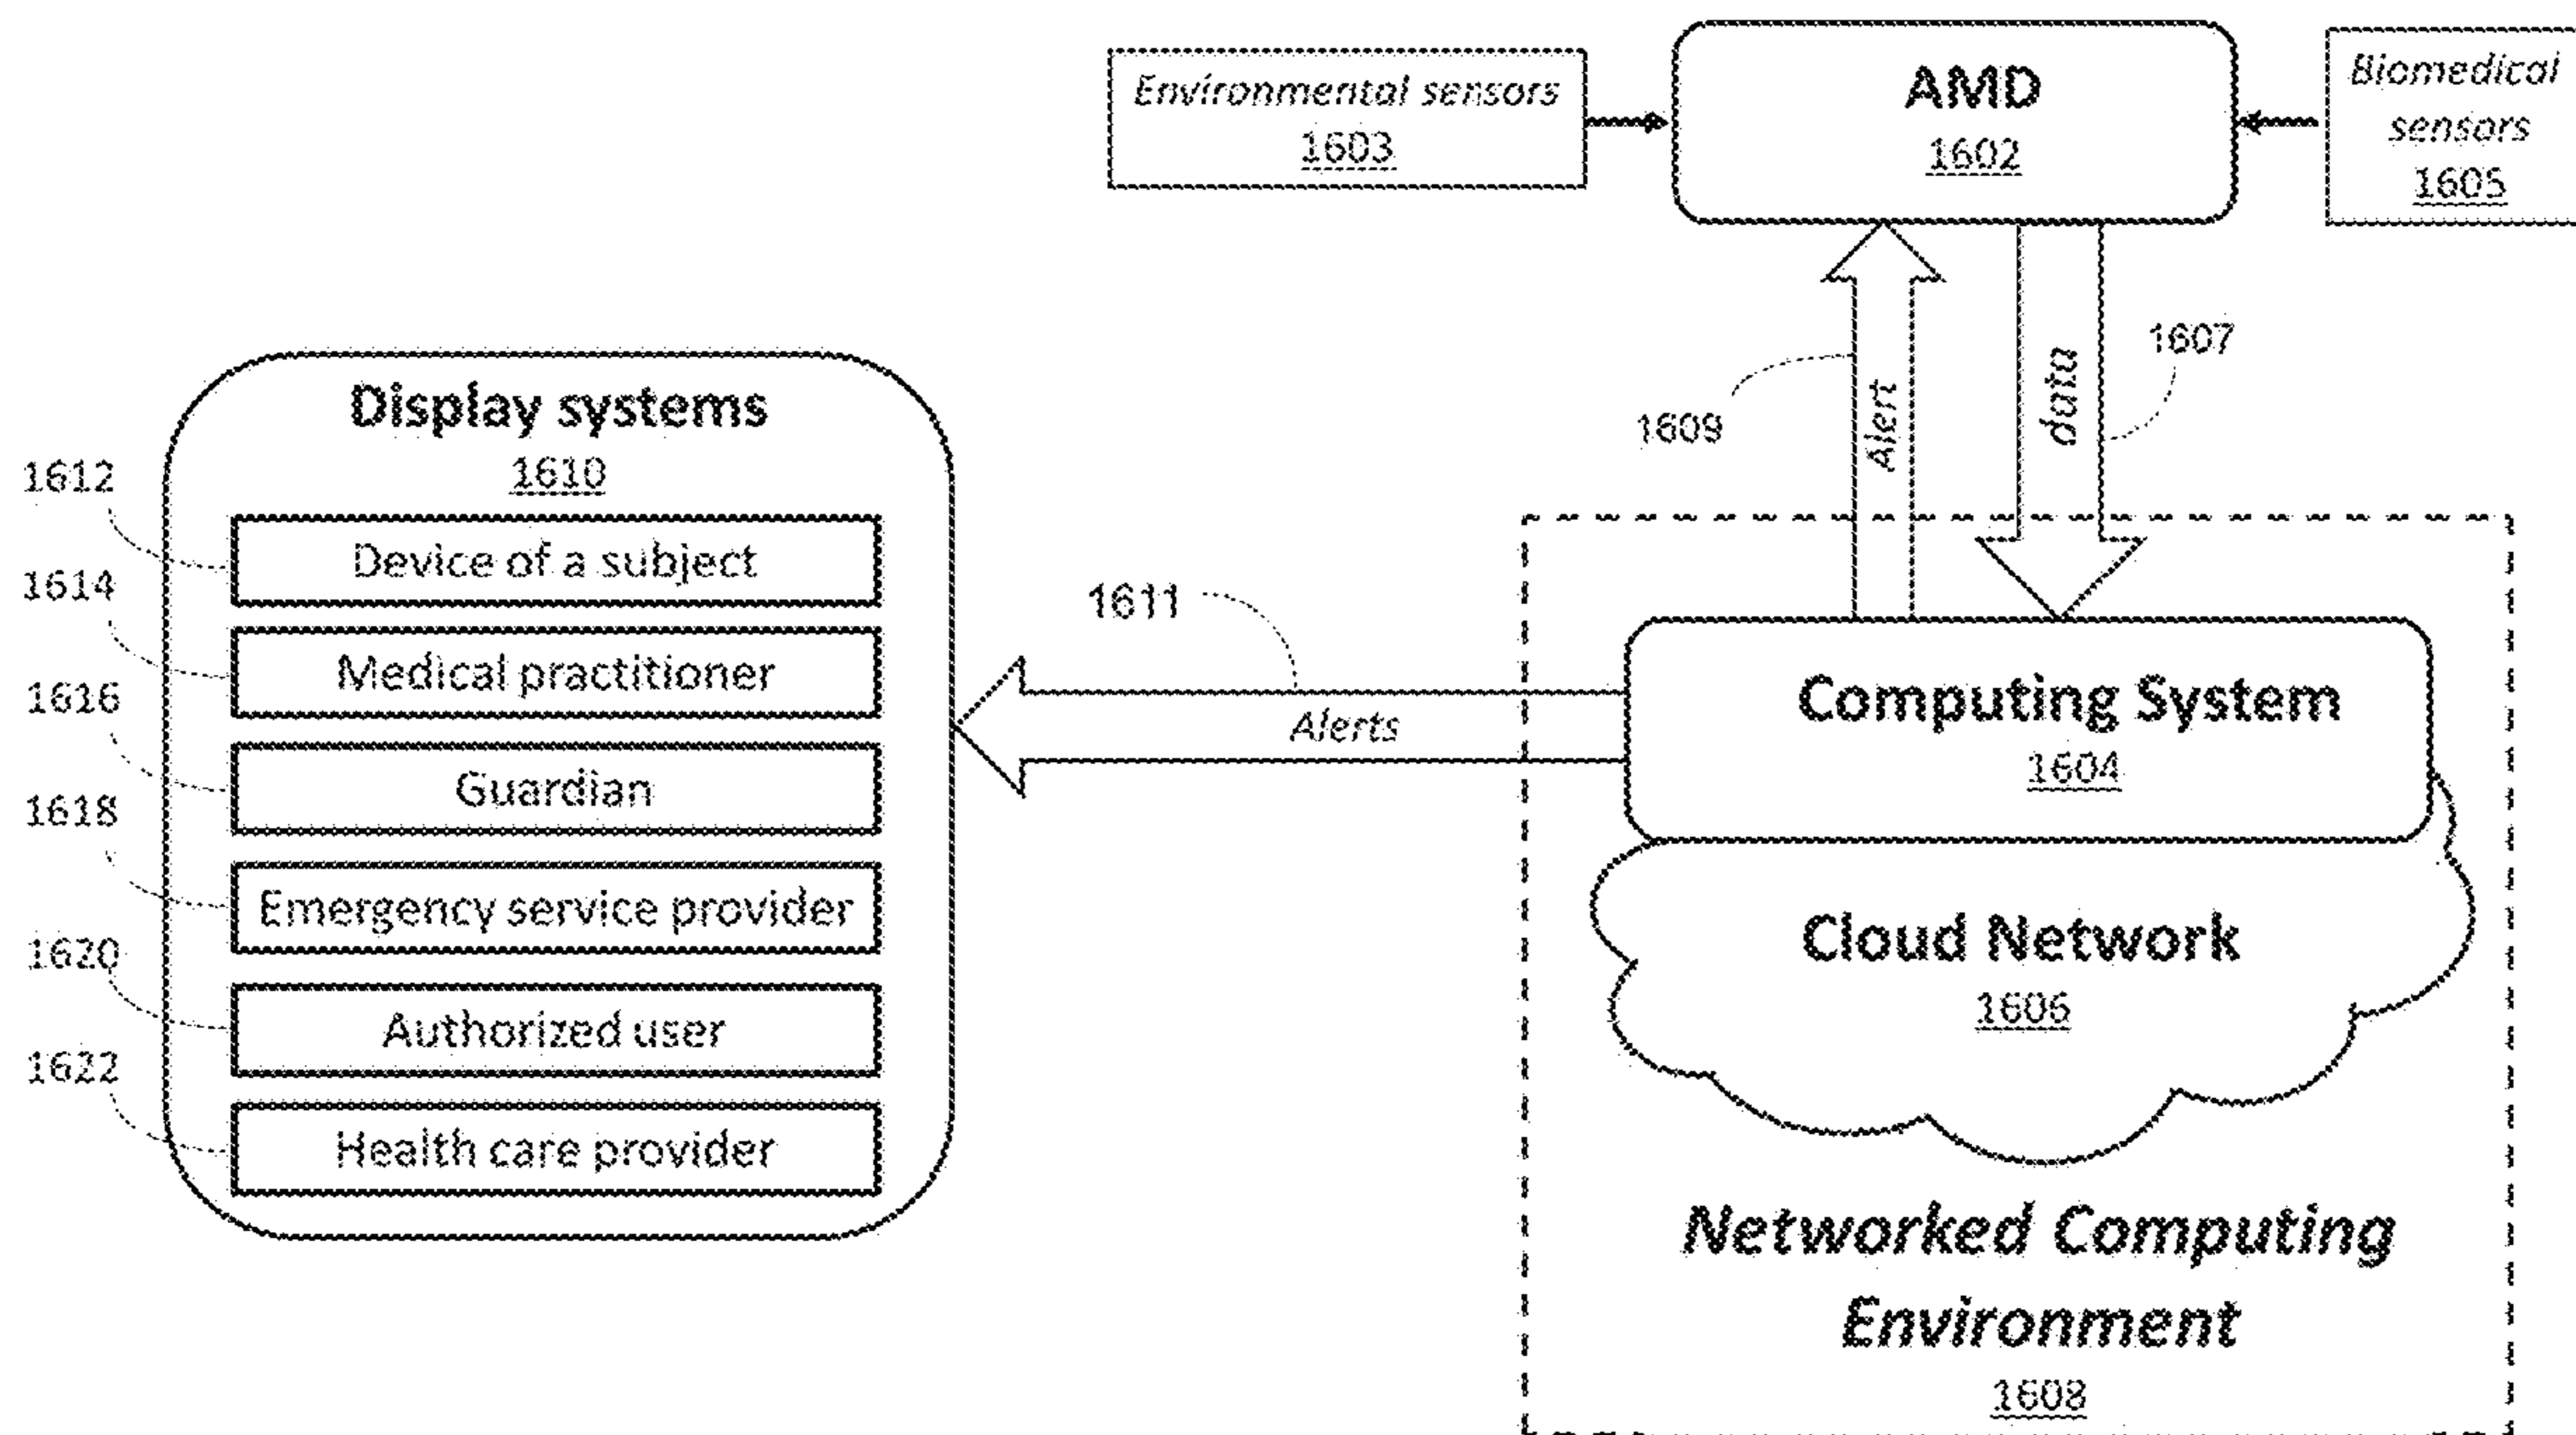 Environmental sensors
1603
AMD
1602
Biomedical
sensors
1605
1609
Alert
data
1607
Display systems
1610
1612
Device of a subject
1614
Medical practitioner
1616
Guardian
1618
Emergency service provider
1620
Authorized user
1622
Health care provider
1611
Alerts
Computing System
1604
Cloud Network
1606
Networked Computing
Environment
1608